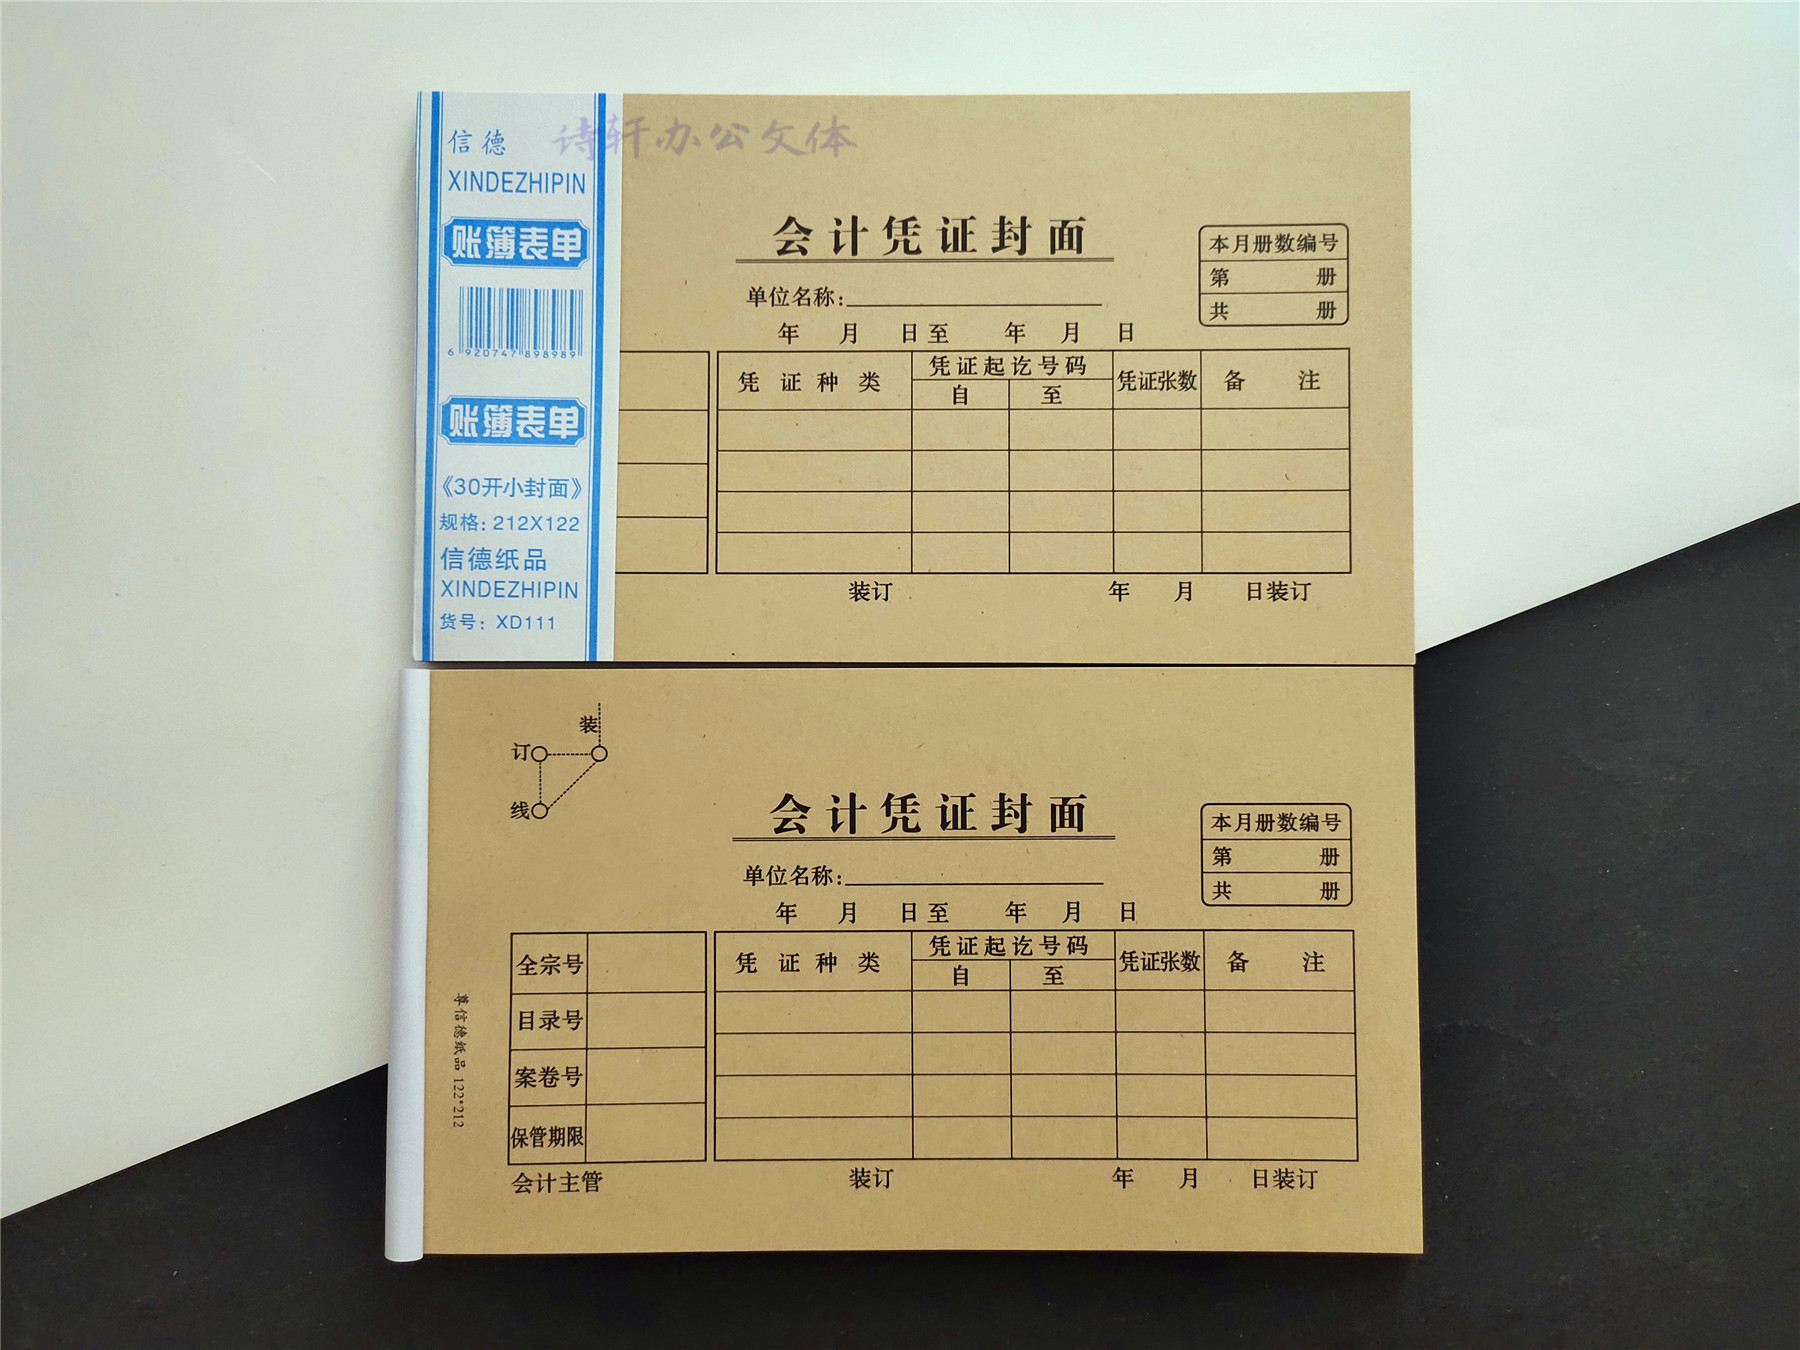 信德
诗轩办公文体
XINDEZHIPIN
账簿表单
6 920747 898989
账簿表单
《30开小封面》
规格: 212X122
信德纸品
XINDEZHIPIN
货号: XD111
会计凭证封面
本月册数编号
第 册
共 册
单位名称:
年 月 日至 年 月 日
凭证种类 凭证起讫号码 凭证张数 备注
自 至
装订 年 月 日装订
装
订
线
会计凭证封面
本月册数编号
第 册
共 册
单位名称:
年 月 日至 年 月 日
全宗号
目录号
案卷号
保管期限
凭证种类 凭证起讫号码 凭证张数 备注
自 至
会计主管 装订 年 月 日装订
尊信德纸品 122*212